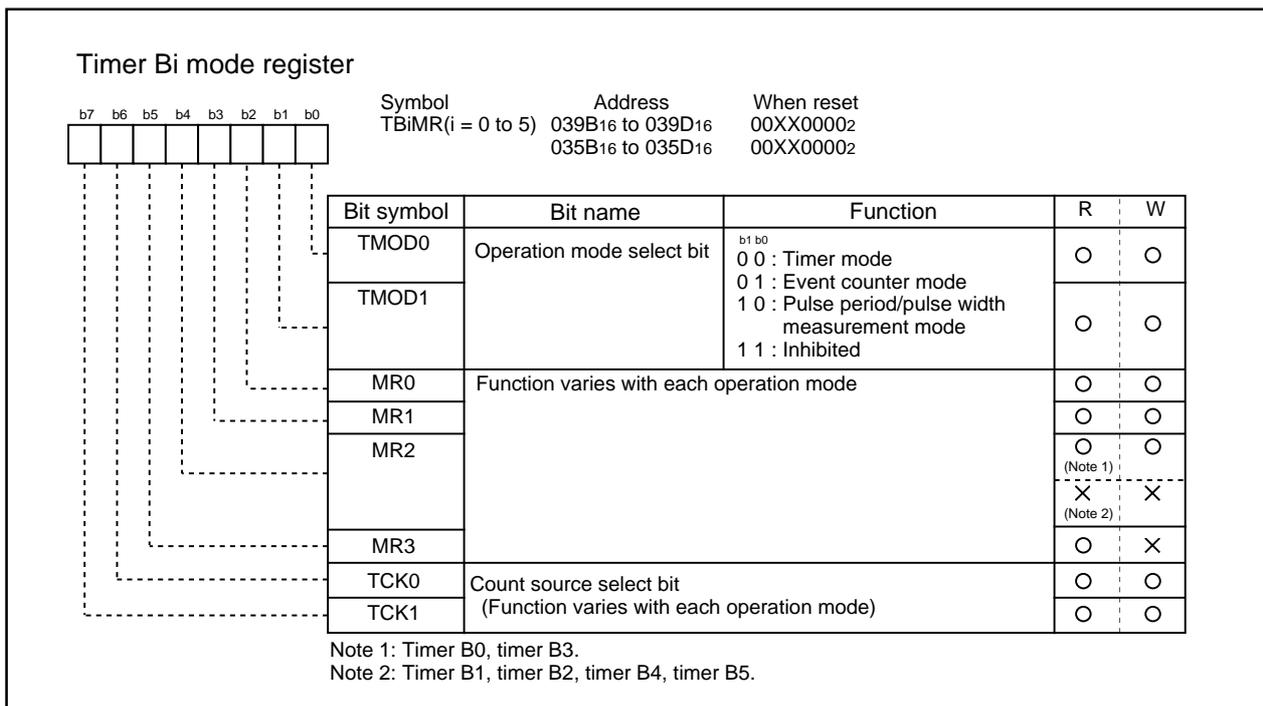 Timer Bi mode register
Symbol Address When reset
TBiMR(i = 0 to 5) 039B16 to 039D16 00XX00002
035B16 to 035D16 00XX00002
b7 b6 b5 b4 b3 b2 b1 b0
Bit symbol Bit name Function R W
TMOD0 Operation mode select bit b1 b0
0 0 : Timer mode
0 1 : Event counter mode
TMOD1 1 0 : Pulse period/pulse width
measurement mode
1 1 : Inhibited
MR0 Function varies with each operation mode
MR1
MR2
(Note 1)
(Note 2)
MR3
TCK0 Count source select bit
TCK1 (Function varies with each operation mode)
Note 1: Timer B0, timer B3.
Note 2: Timer B1, timer B2, timer B4, timer B5.